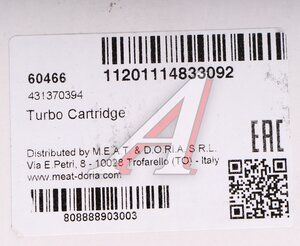 60466 11201114833092
431370394
Turbo Cartridge
Distributed by M.E.A.T. & D.O.R.I.A. S.R.L.
Via E.Petri, 8 - 10028 Trofarello (TO) - Italy
www.meat-doria.com
EAC
808888903003